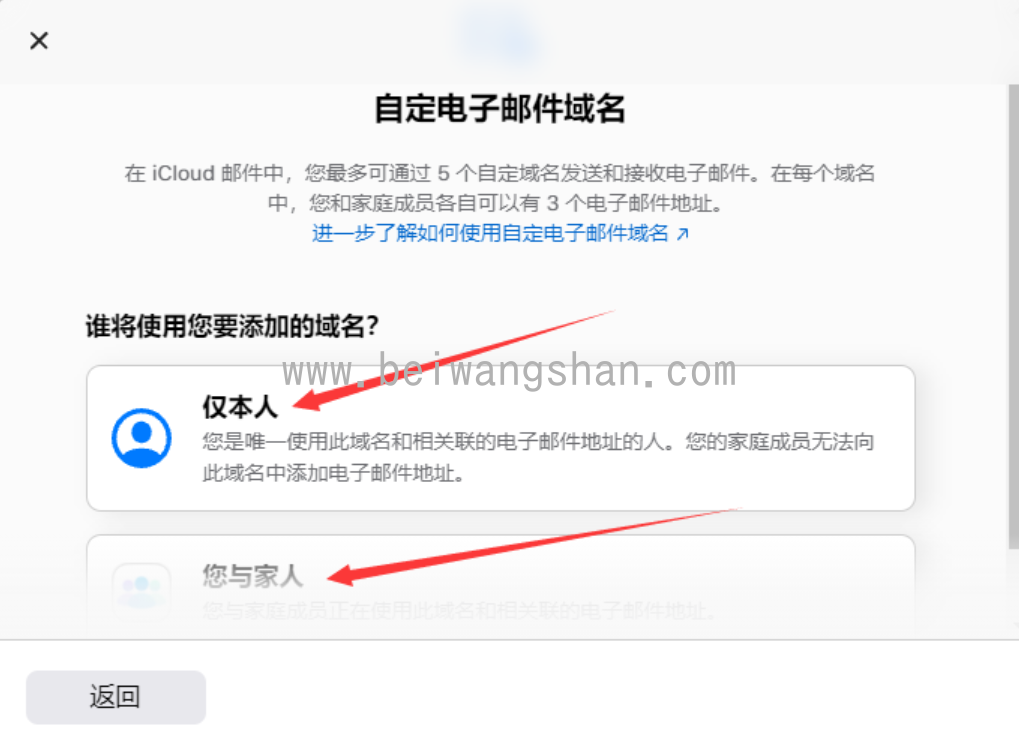 自定电子邮件域名
在 iCloud 邮件中，您最多可通过 5 个自定域名发送和接收电子邮件。在每个域名
中，您和家庭成员各自可以有 3 个电子邮件地址。
进一步了解如何使用自定电子邮件域名 ↗
谁将使用您要添加的域名？
www.beiwangshan.com
仅本人
您是唯一使用此域名和相关联的电子邮件地址的人。您的家庭成员无法向
此域名中添加电子邮件地址。
您与家人
您与家庭成员正在使用此域名和相关联的电子邮件地址。
返回